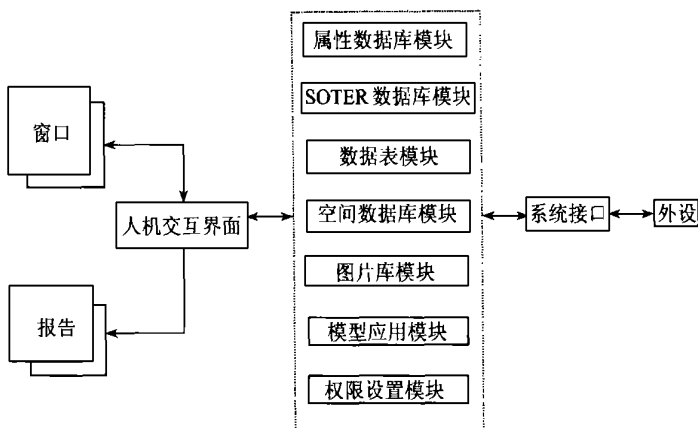 窗口
报告
人机交互界面
属性数据库模块
SOTER 数据库模块
数据表模块
空间数据库模块
图片库模块
模型应用模块
权限设置模块
系统接口
外设